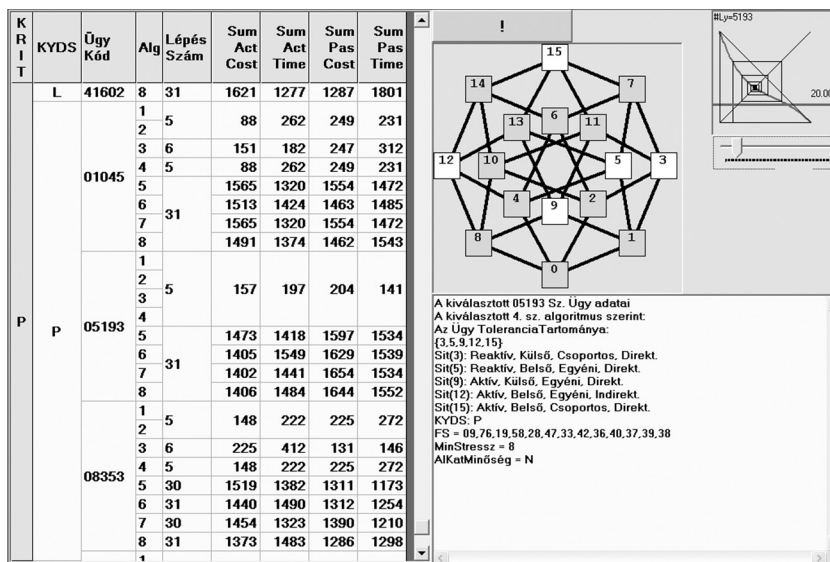 K R I T KYDS Ügy Kód Alg Lépés Szám Sum Act Cost Sum Act Time Sum Pas Cost Sum Pas Time
L 41602 8 31 1621 1277 1287 1801
1
2 5 88 262 249 231
3 6 151 182 247 312
4 5 88 262 249 231
01045
5 1565 1320 1554 1472
6 1513 1424 1463 1485
31
7 1565 1320 1554 1472
8 1491 1374 1462 1543
1
2
5 157 197 204 141
3
4
P P 05193
5 1473 1418 1597 1534
6 1405 1549 1629 1539
31
7 1402 1441 1654 1534
8 1406 1484 1644 1552
1
2 5 148 222 225 272
3 6 225 412 131 146
08353 4 5 148 222 225 272
5 30 1519 1382 1311 1173
6 31 1440 1490 1312 1254
7 30 1454 1323 1390 1210
8 31 1373 1483 1286 1298
1
!
15
14 7
13 6 11
12 10 5 3
4 9 2
8 1
0
#Ly=5193
20.00
A kiválasztott 05193 Sz. Ügy adatai
A kiválasztott 4. sz. algoritmus szerint:
Az Ügy ToleranciaTartománya:
{3,5,9,12,15}
Sit(3): Reaktív, Külső, Csoportos, Direkt.
Sit(5): Reaktív, Belső, Egyéni, Direkt.
Sit(9): Aktív, Külső, Egyéni, Direkt.
Sit(12): Aktív, Belső, Egyéni, Indirekt.
Sit(15): Aktív, Belső, Csoportos, Direkt.
KYDS: P
FS = 09,76,19,58,28,47,33,42,36,40,37,39,38
MinStressz = 8
AlKatMinőség = N